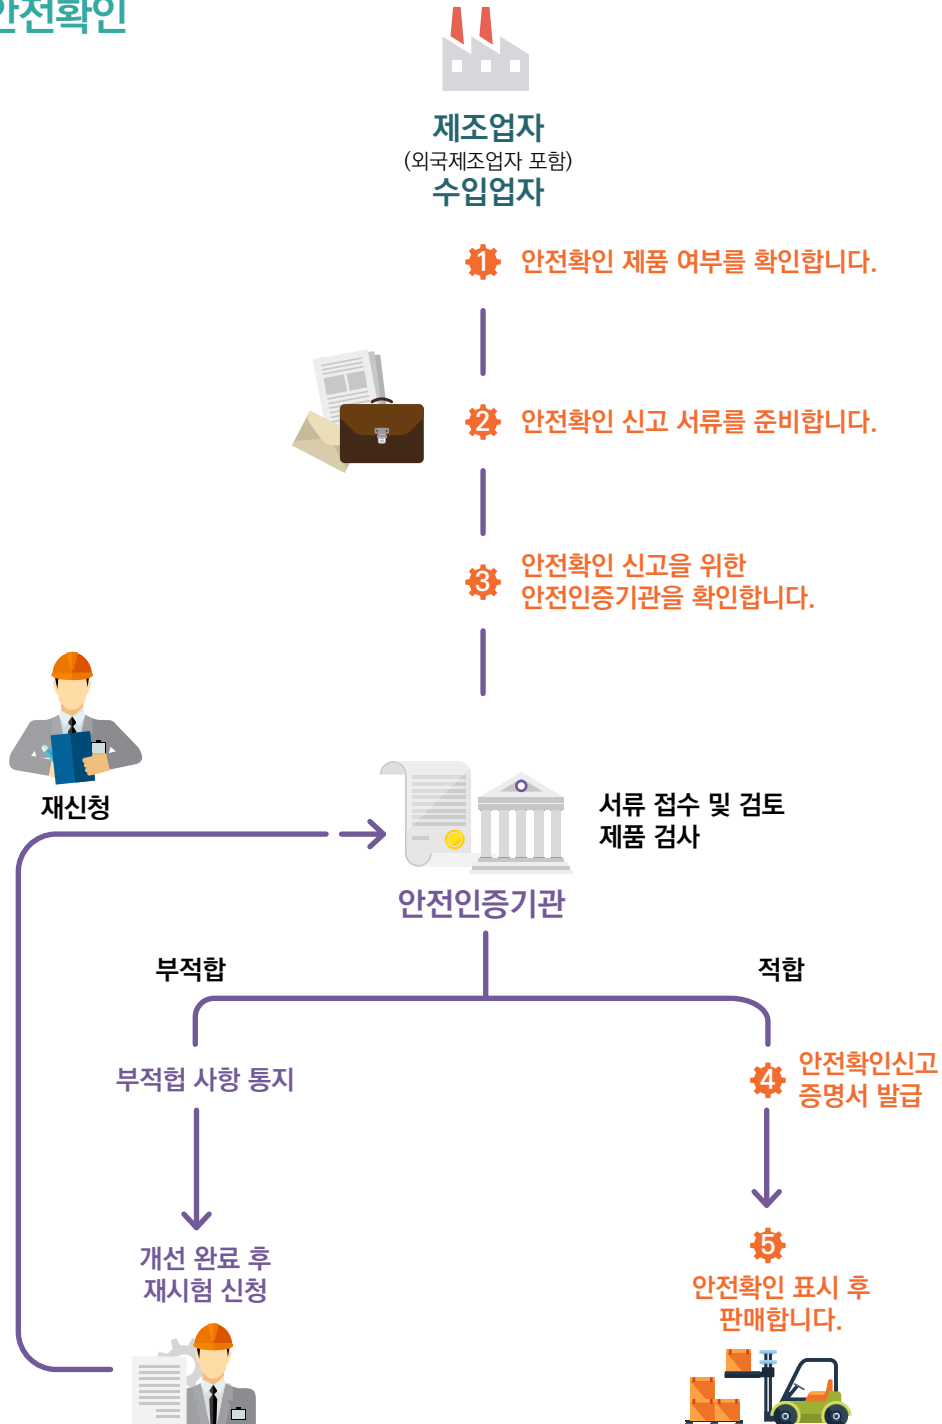 안전확인
제조업자
(외국제조업자 포함)
수입업자
1 안전확인 제품 여부를 확인합니다.
2 안전확인 신고 서류를 준비합니다.
3 안전확인 신고을 위한
안전인증기관을 확인합니다.
재신청
서류 접수 및 검토
제품 검사
안전인증기관
부적합
적합
부적헙 사항 통지
4 안전확인신고
증명서 발급
개선 완료 후
재시험 신청
5
안전확인 표시 후
판매합니다.